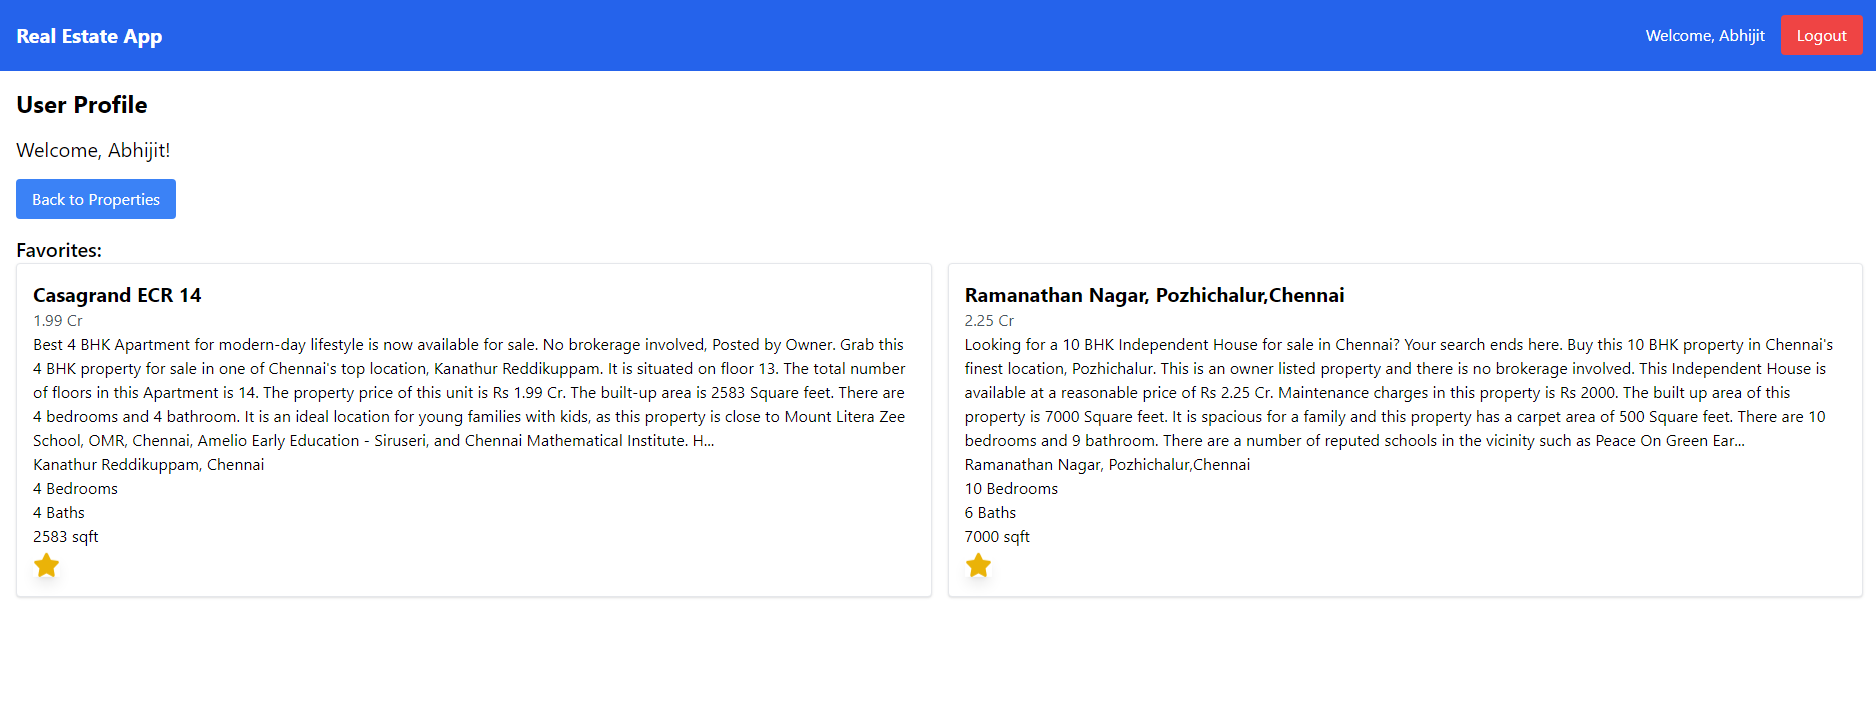 Real Estate App
Welcome, Abhijit
Logout
User Profile
Welcome, Abhijit!
Back to Properties
Favorites:
Casagrand ECR 14
1.99 Cr
Best 4 BHK Apartment for modern-day lifestyle is now available for sale. No brokerage involved, Posted by Owner. Grab this
4 BHK property for sale in one of Chennai's top location, Kanathur Reddikuppam. It is situated on floor 13. The total number
of floors in this Apartment is 14. The property price of this unit is Rs 1.99 Cr. The built-up area is 2583 Square feet. There are
4 bedrooms and 4 bathroom. It is an ideal location for young families with kids, as this property is close to Mount Litera Zee
School, OMR, Chennai, Amelio Early Education - Siruseri, and Chennai Mathematical Institute. H...
Kanathur Reddikuppam, Chennai
4 Bedrooms
4 Baths
2583 sqft
Ramanathan Nagar, Pozhichalur,Chennai
2.25 Cr
Looking for a 10 BHK Independent House for sale in Chennai? Your search ends here. Buy this 10 BHK property in Chennai's
finest location, Pozhichalur. This is an owner listed property and there is no brokerage involved. This Independent House is
available at a reasonable price of Rs 2.25 Cr. Maintenance charges in this property is Rs 2000. The built up area of this
property is 7000 Square feet. It is spacious for a family and this property has a carpet area of 500 Square feet. There are 10
bedrooms and 9 bathroom. There are a number of reputed schools in the vicinity such as Peace On Green Ear...
Ramanathan Nagar, Pozhichalur,Chennai
10 Bedrooms
6 Baths
7000 sqft